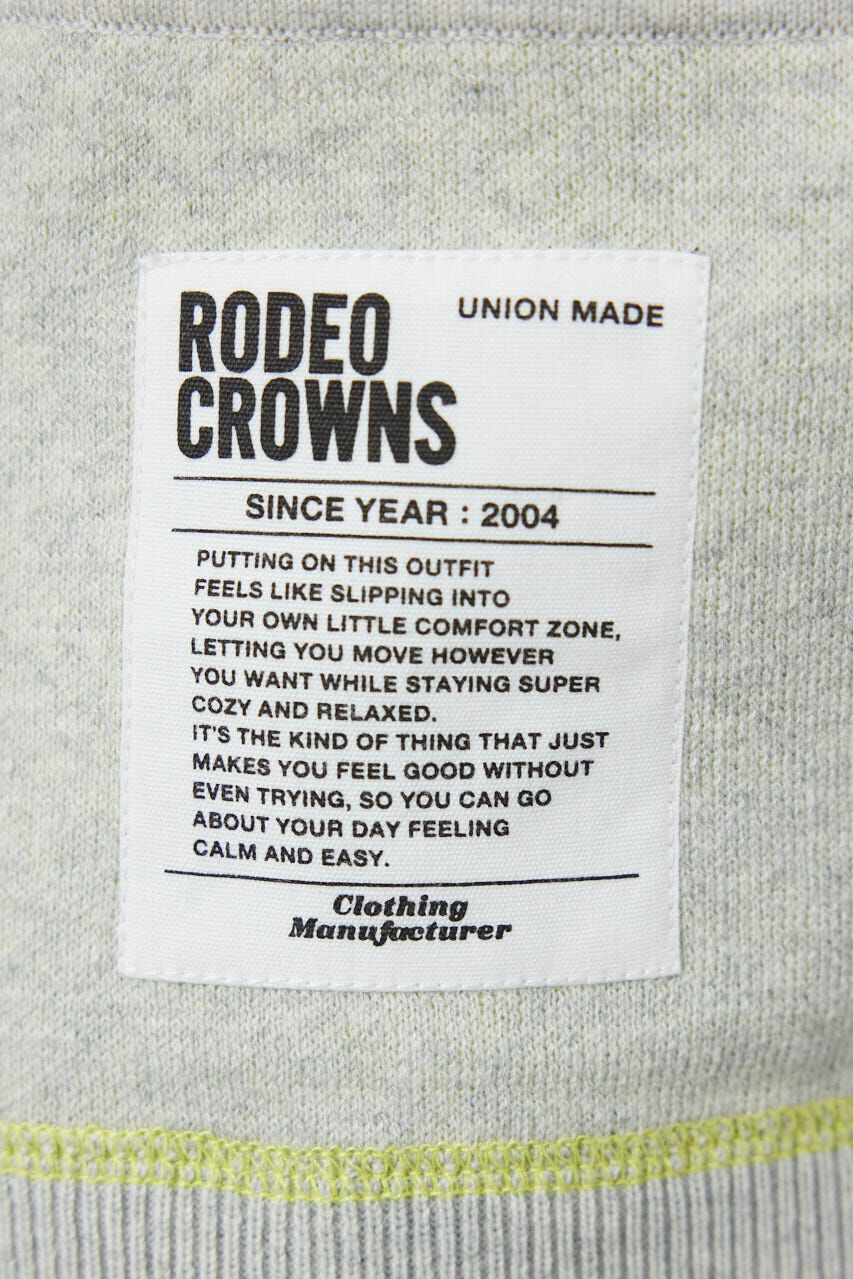 RODEO
CROWNS
UNION MADE
SINCE YEAR : 2004
PUTTING ON THIS OUTFIT
FEELS LIKE SLIPPING INTO
YOUR OWN LITTLE COMFORT ZONE,
LETTING YOU MOVE HOWEVER
YOU WANT WHILE STAYING SUPER
COZY AND RELAXED.
IT'S THE KIND OF THING THAT JUST
MAKES YOU FEEL GOOD WITHOUT
EVEN TRYING, SO YOU CAN GO
ABOUT YOUR DAY FEELING
CALM AND EASY.
Clothing
Manufacturer